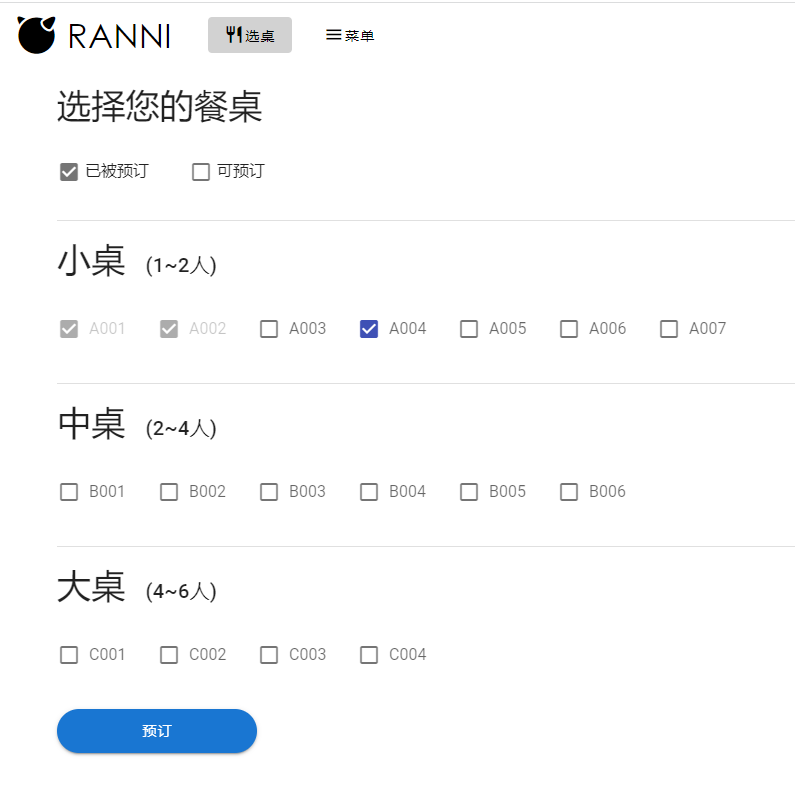 RANNI 选桌 菜单
选择您的餐桌
已被预订 可预订
小桌 (1~2人)
A001 A002 A003 A004 A005 A006 A007
中桌 (2~4人)
B001 B002 B003 B004 B005 B006
大桌 (4~6人)
C001 C002 C003 C004
预订